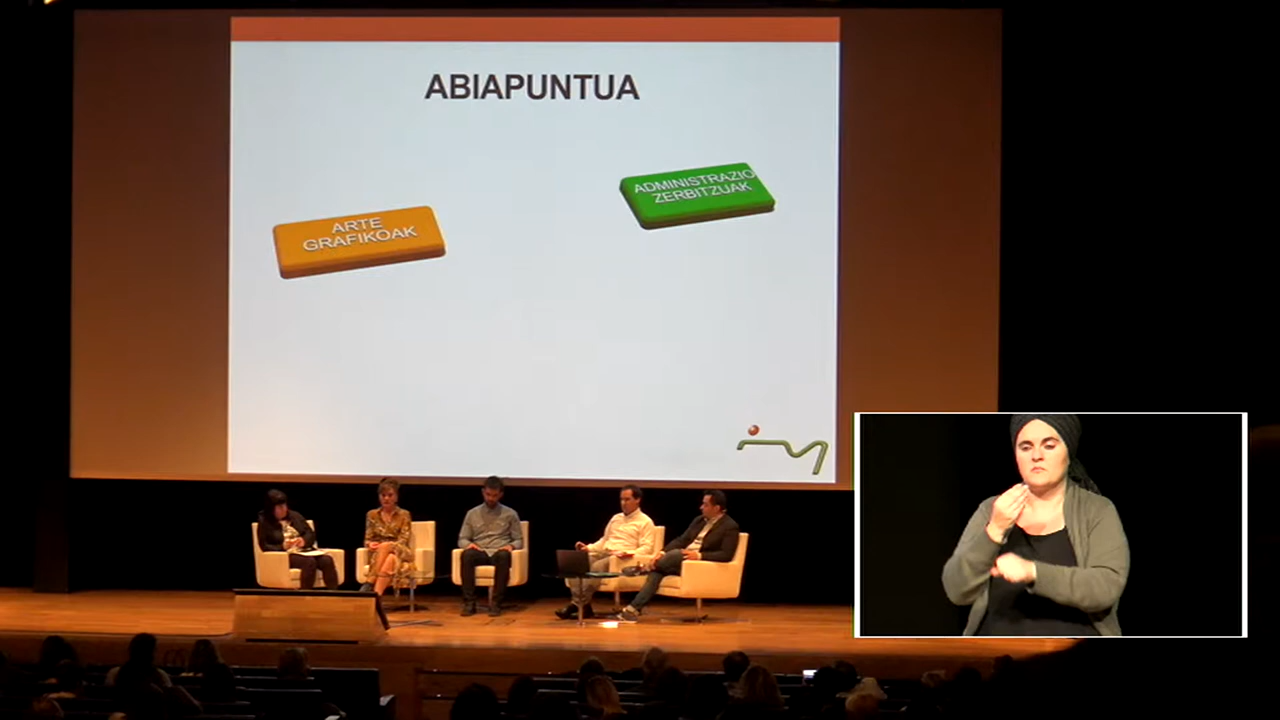 ABIAPUNTUA
ARTE
GRAFIKOAK
ADMINISTRAZIO
ZERBITZUAK